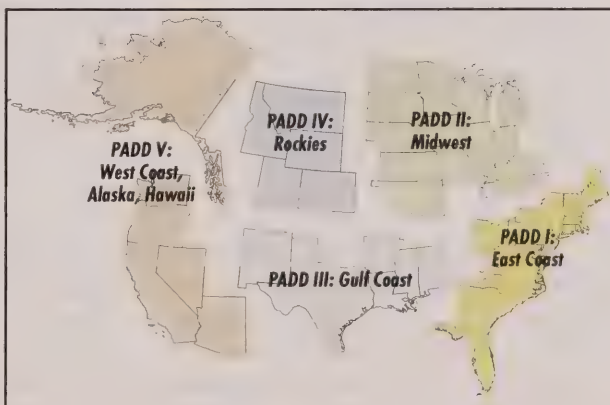 PADD IV:
Rockies
PADD II:
Midwest
PADD V:
West Coast,
Alaska, Hawaii
PADD I:
East Coast
PADD III: Gulf Coast